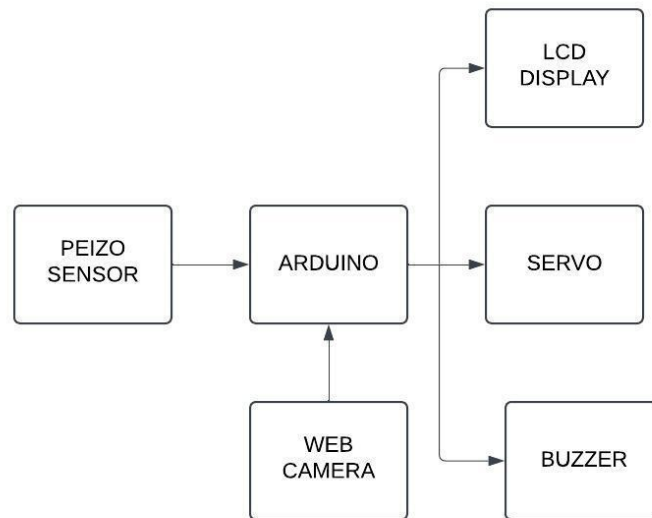 LCD
DISPLAY
PEIZO
SENSOR
ARDUINO
SERVO
WEB
CAMERA
BUZZER